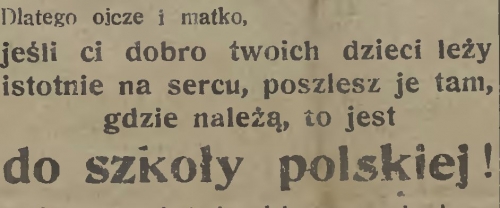 Dlatego ojcze i matko,
jeśli ci dobro twoich dzieci leży
istotnie na sercu, poszlesz je tam,
gdzie należą, to jest
do szkoły polskiej!